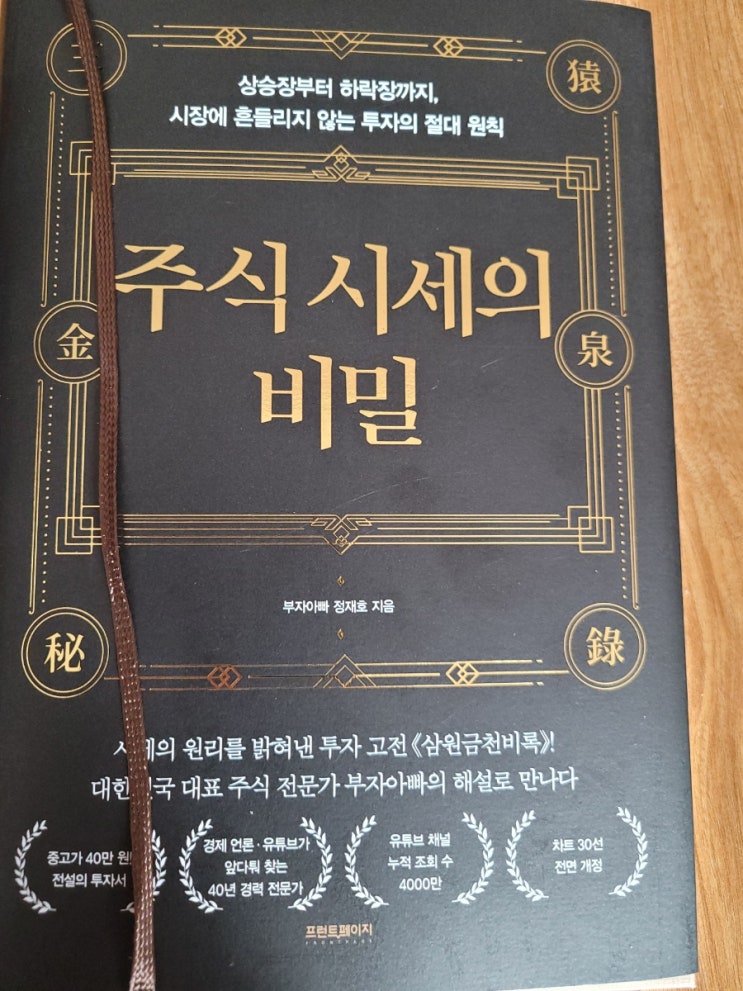 三 猿
상승장부터 하락장까지,
시장에 흔들리지 않는 투자의 절대 원칙
주식 시세의
비밀
金 泉
부자아빠 정재호 지음
秘 錄
시세의 원리를 밝혀낸 투자 고전 《삼원금천비록》!
대한민국 대표 주식 전문가 부자아빠의 해설로 만나다
중고가 40만
전설의 투자서
경제 언론·유튜브가
앞다퉈 찾는
40년 경력 전문가
유튜브 채널
누적 조회 수
4000만
차트 30선
전면 개정
프런트페이지
FRONTPAGE